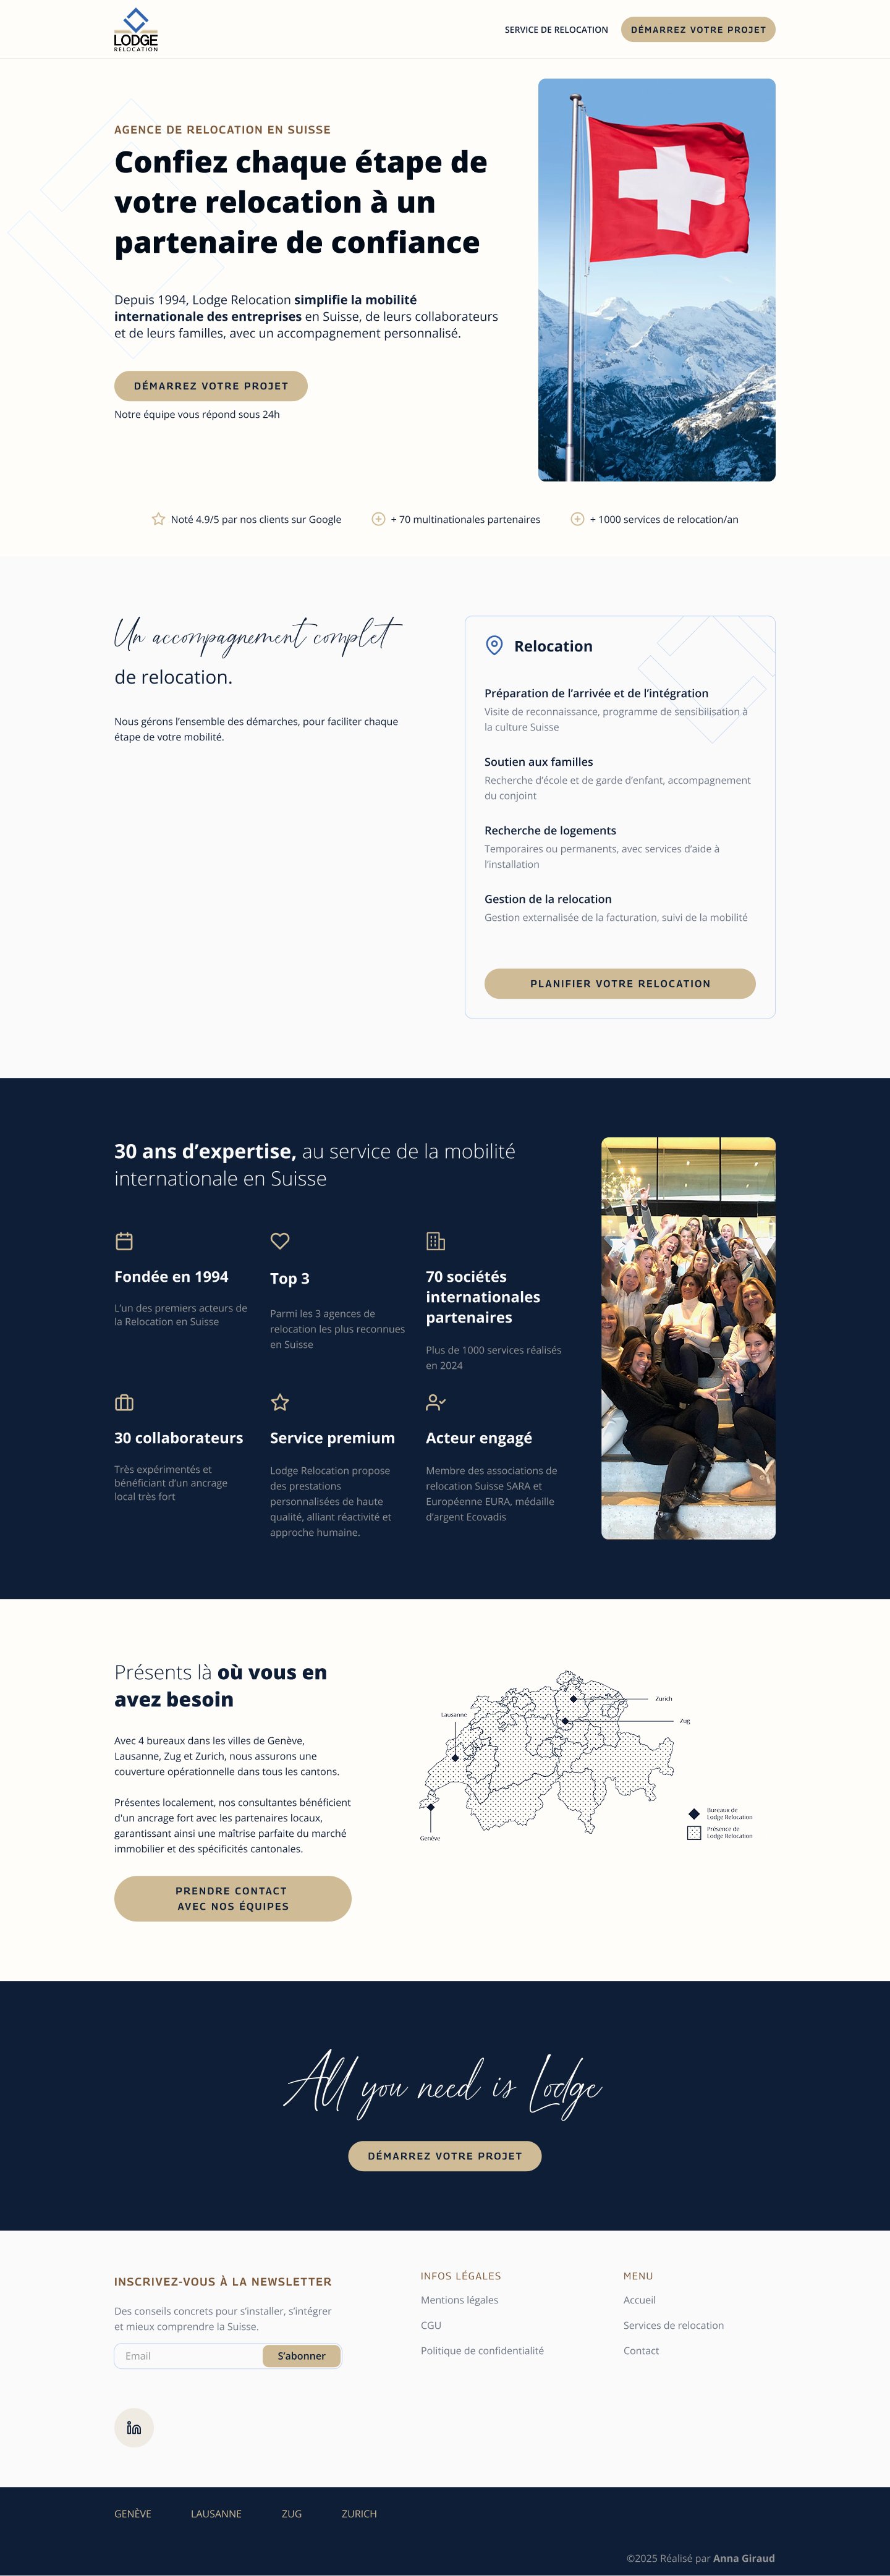 LODGE
RELOCATION
SERVICE DE RELOCATION
DÉMARREZ VOTRE PROJET
AGENCE DE RELOCATION EN SUISSE
Confiez chaque étape de
votre relocation à un
partenaire de confiance
Depuis 1994, Lodge Relocation simplifie la mobilité
internationale des entreprises en Suisse, de leurs collaborateurs
et de leurs familles, avec un accompagnement personnalisé.
DÉMARREZ VOTRE PROJET
Notre équipe vous répond sous 24h
Noté 4.9/5 par nos clients sur Google
+ 70 multinationales partenaires
+ 1000 services de relocation/an
Un accompagnement complet
de relocation.
Nous gérons l’ensemble des démarches, pour faciliter chaque
étape de votre mobilité.
Relocation
Préparation de l’arrivée et de l’intégration
Visite de reconnaissance, programme de sensibilisation à
la culture Suisse
Soutien aux familles
Recherche d’école et de garde d’enfant, accompagnement
du conjoint
Recherche de logements
Temporaires ou permanents, avec services d’aide à
l’installation
Gestion de la relocation
Gestion externalisée de la facturation, suivi de la mobilité
PLANIFIER VOTRE RELOCATION
30 ans d’expertise, au service de la mobilité
internationale en Suisse
Fondée en 1994
L’un des premiers acteurs de
la Relocation en Suisse
Top 3
Parmi les 3 agences de
relocation les plus reconnues
en Suisse
70 sociétés
internationales
partenaires
Plus de 1000 services réalisés
en 2024
30 collaborateurs
Très expérimentés et
bénéficiant d’un ancrage
local très fort
Service premium
Lodge Relocation propose
des prestations
personnalisées de haute
qualité, alliant réactivité et
approche humaine.
Acteur engagé
Membre des associations de
relocation Suisse SARA et
Européenne EURA, médaille
d’argent Ecovadis
Présents là où vous en
avez besoin
Avec 4 bureaux dans les villes de Genève,
Lausanne, Zug et Zurich, nous assurons une
couverture opérationnelle dans tous les cantons.
Présentes localement, nos consultantes bénéficient
d'un ancrage fort avec les partenaires locaux,
garantissant ainsi une maîtrise parfaite du marché
immobilier et des spécificités cantonales.
PRENDRE CONTACT
AVEC NOS ÉQUIPES
Zurich
Lausanne
Zug
Genève
Bureaux de
Lodge Relocation
Présence de
Lodge Relocation
All you need is Lodge
DÉMARREZ VOTRE PROJET
INSCRIVEZ-VOUS À LA NEWSLETTER
Des conseils concrets pour s’installer, s’intégrer
et mieux comprendre la Suisse.
Email
S’abonner
INFOS LÉGALES
Mentions légales
CGU
Politique de confidentialité
MENU
Accueil
Services de relocation
Contact
in
GENÈVE
LAUSANNE
ZUG
ZURICH
©2025 Réalisé par Anna Giraud